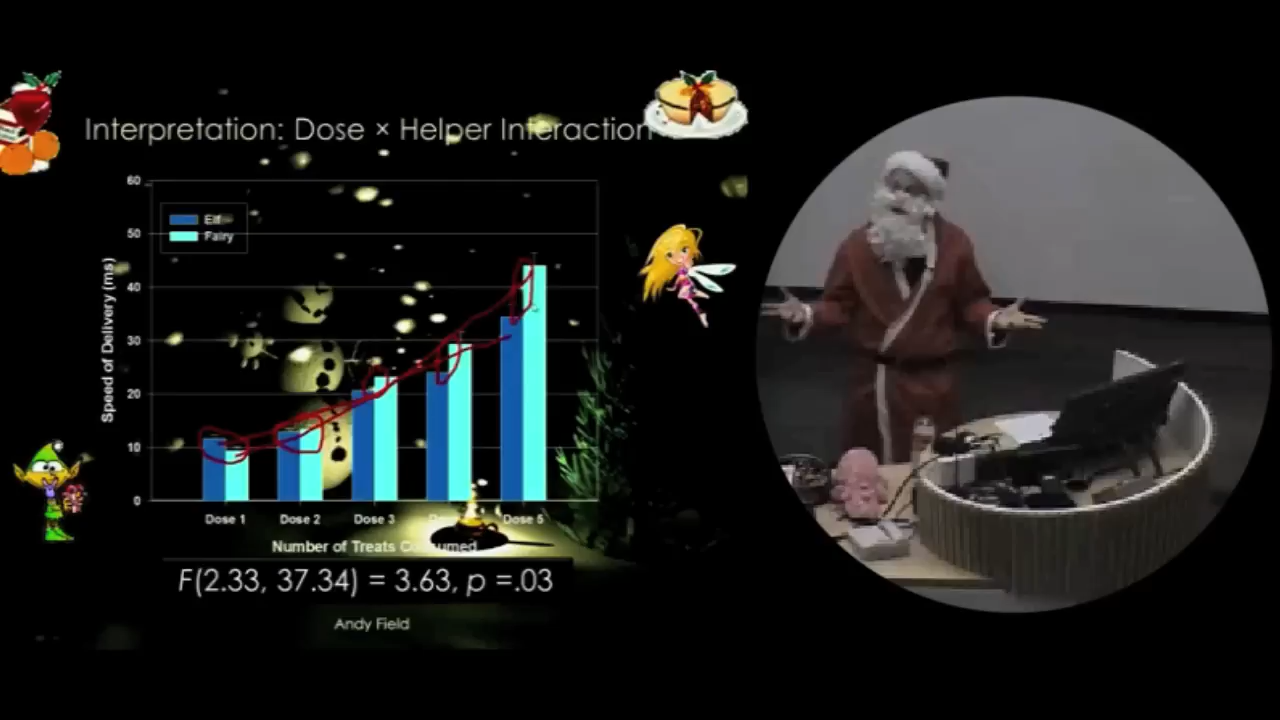 Interpretation: Dose × Helper Interaction
60
50
40
30
20
10
0
Elf
Fairy
Speed of Delivery (ms)
Dose 1
Dose 2
Dose 3
Dose 5
Number of Treats Consumed
F(2.33, 37.34) = 3.63, p =.03
Andy Field